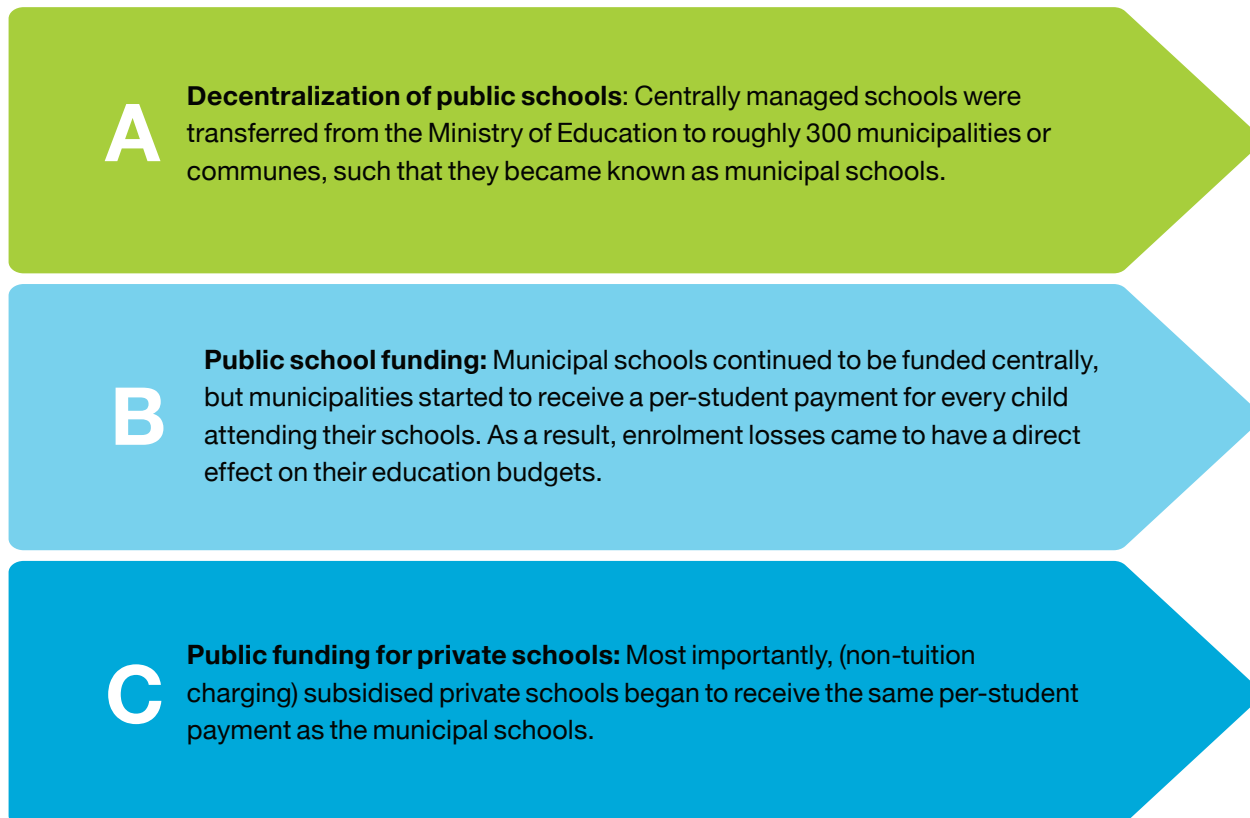 A
Decentralization of public schools: Centrally managed schools were
transferred from the Ministry of Education to roughly 300 municipalities or
communes, such that they became known as municipal schools.
B
Public school funding: Municipal schools continued to be funded centrally,
but municipalities started to receive a per-student payment for every child
attending their schools. As a result, enrolment losses came to have a direct
effect on their education budgets.
C
Public funding for private schools: Most importantly, (non-tuition
charging) subsidised private schools began to receive the same per-student
payment as the municipal schools.